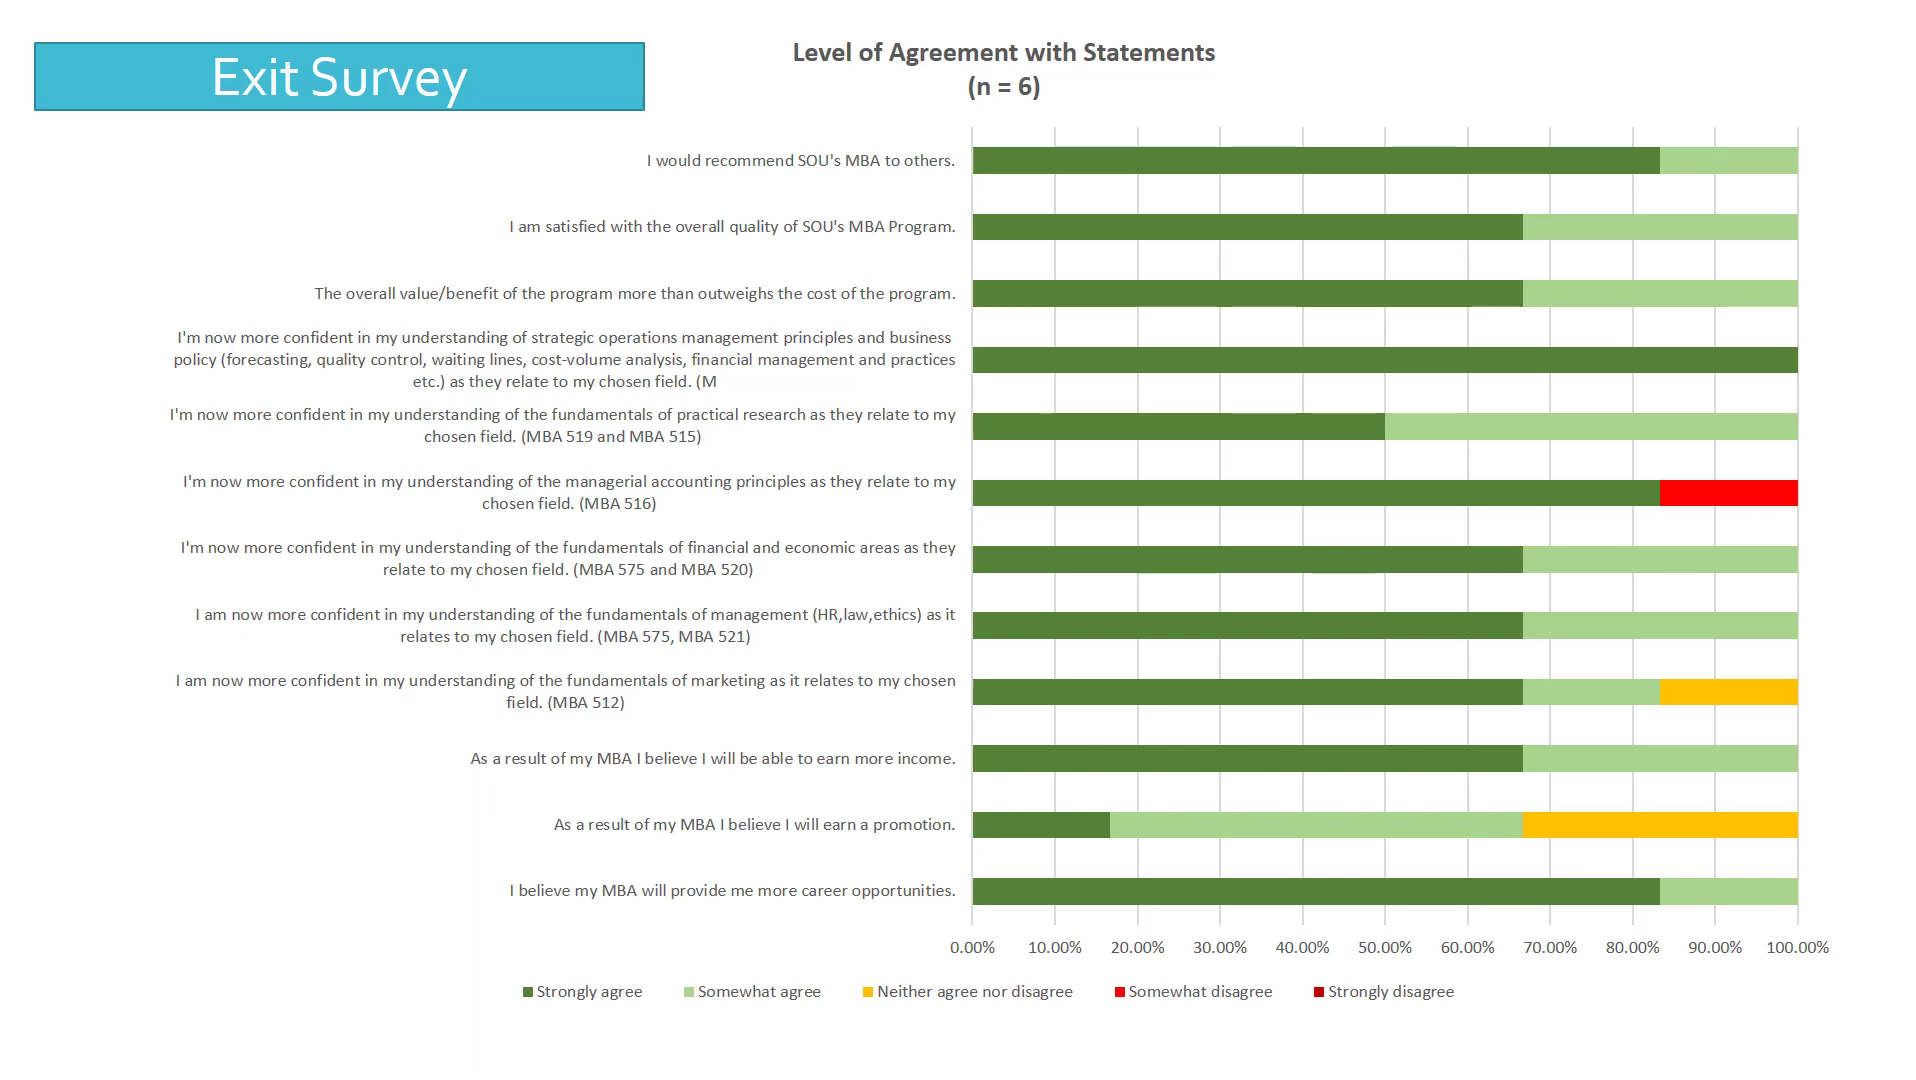 Exit Survey
Level of Agreement with Statements
(n = 6)
I would recommend SOU's MBA to others.
I am satisfied with the overall quality of SOU's MBA Program.
The overall value/benefit of the program more than outweighs the cost of the program.
I'm now more confident in my understanding of strategic operations management principles and business
policy (forecasting, quality control, waiting lines, cost-volume analysis, financial management and practices
etc.) as they relate to my chosen field. (M
I'm now more confident in my understanding of the fundamentals of practical research as they relate to my
chosen field. (MBA 519 and MBA 515)
I'm now more confident in my understanding of the managerial accounting principles as they relate to my
chosen field. (MBA 516)
I'm now more confident in my understanding of the fundamentals of financial and economic areas as they
relate to my chosen field. (MBA 575 and MBA 520)
I am now more confident in my understanding of the fundamentals of management (HR,law,ethics) as it
relates to my chosen field. (MBA 575, MBA 521)
I am now more confident in my understanding of the fundamentals of marketing as it relates to my chosen
field. (MBA 512)
As a result of my MBA I believe I will be able to earn more income.
As a result of my MBA I believe I will earn a promotion.
I believe my MBA will provide me more career opportunities.
0.00% 10.00% 20.00% 30.00% 40.00% 50.00% 60.00% 70.00% 80.00% 90.00% 100.00%
Strongly agree Somewhat agree Neither agree nor disagree Somewhat disagree Strongly disagree